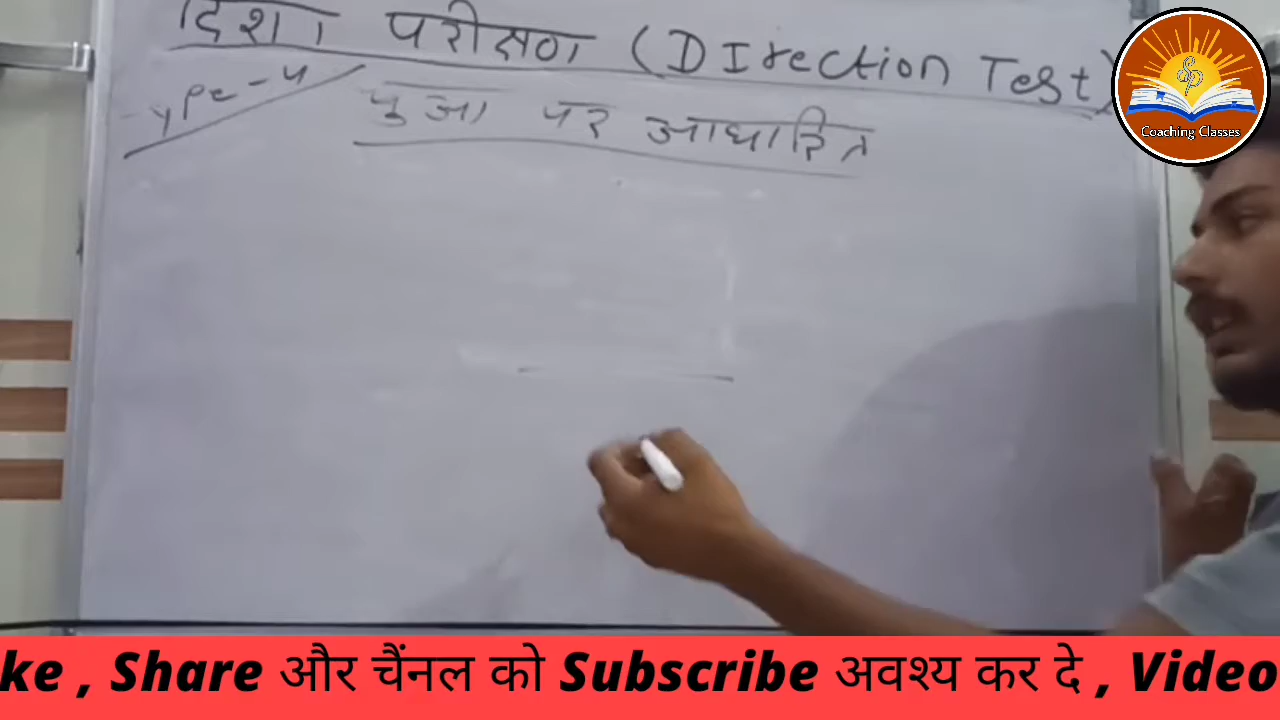 दिशा परीक्षण (DIrection Test)
ype-4 पुजा पर आधारित
Coaching Classes
ke , Share और चैंनल को Subscribe अवश्य कर दे , Video